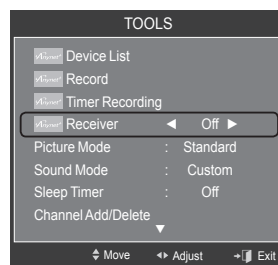 TOOLS
Device List
Record
Timer Recording
Receiver ◄ Off ►
Picture Mode : Standard
Sound Mode : Custom
Sleep Timer : Off
Channel Add/Delete
▼
Move Adjust Exit